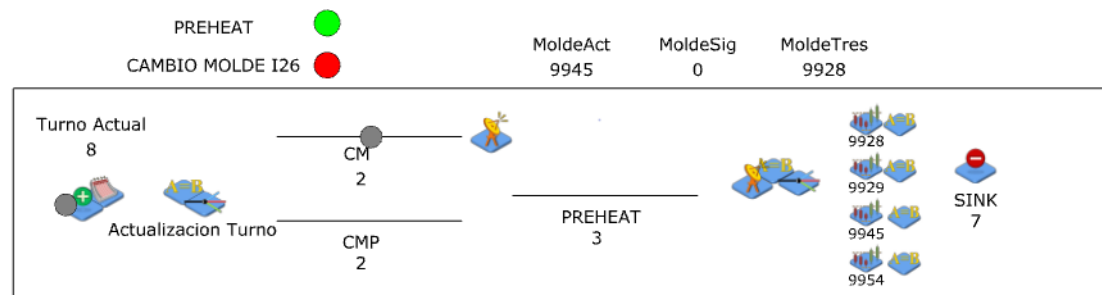 PREHEAT
CAMBIO MOLDE I26
MoldeAct
9945
MoldeSig
0
MoldeTres
9928
Turno Actual
8
Actualizacion Turno
CM
2
CMP
2
PREHEAT
3
A=B
A=B
9928
A=B
9929
A=B
9945
A=B
9954
A=B
SINK
7